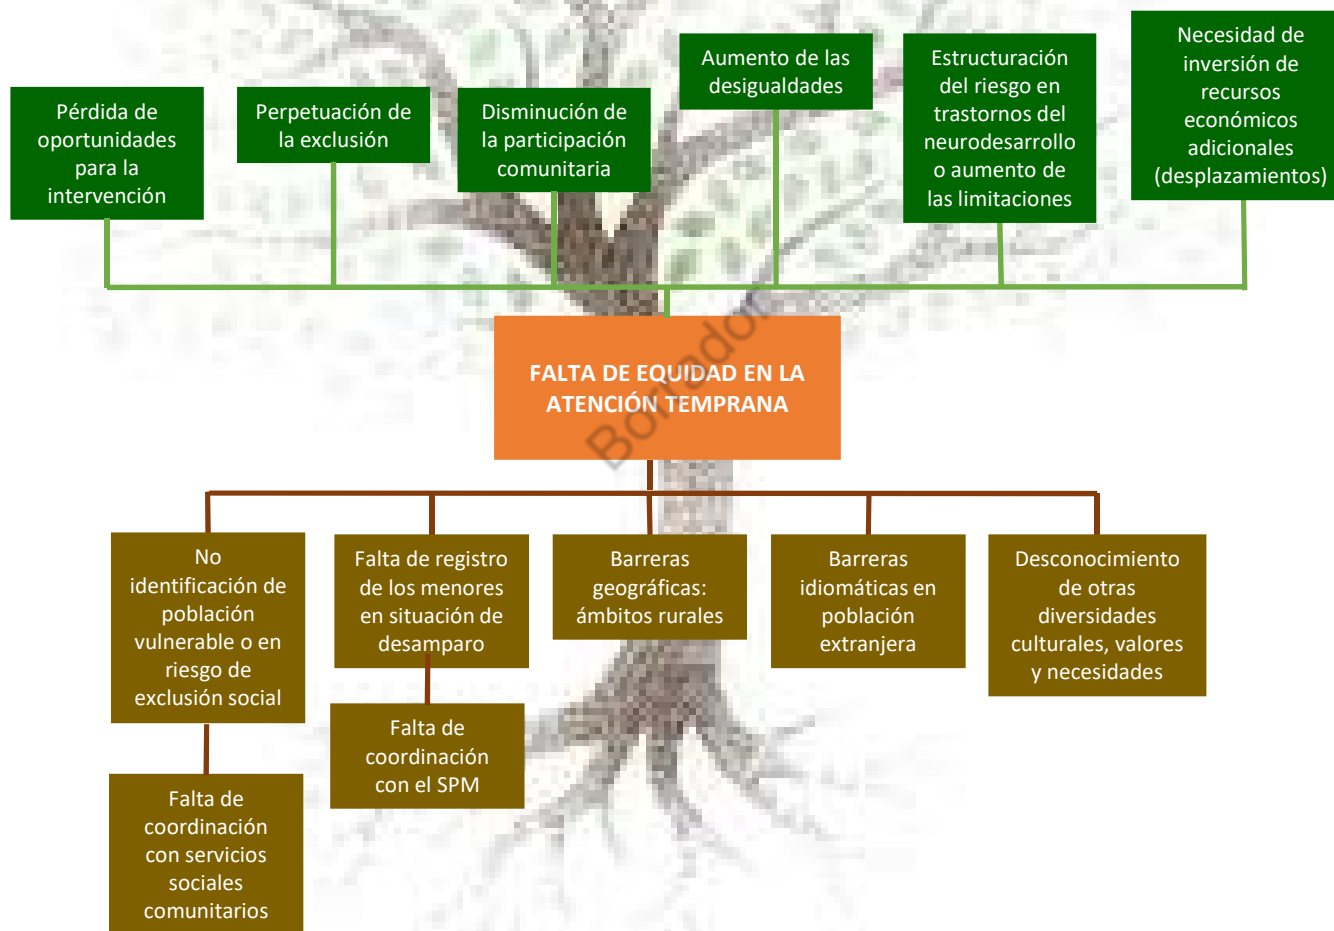 Pérdida de
oportunidades
para la
intervención
Perpetuación de
la exclusión
Disminución de
la participación
comunitaria
Aumento de las
desigualdades
Estructuración
del riesgo en
trastornos del
neurodesarrollo
o aumento de
las limitaciones
Necesidad de
inversión de
recursos
económicos
adicionales
(desplazamientos)
FALTA DE EQUIDAD EN LA
ATENCIÓN TEMPRANA
Borrador
No
identificación de
población
vulnerable o en
riesgo de
exclusión social
Falta de registro
de los menores
en situación de
desamparo
Barreras
geográficas:
ámbitos rurales
Barreras
idiomáticas en
población
extranjera
Desconocimiento
de otras
diversidades
culturales, valores
y necesidades
Falta de
coordinación
con el SPM
Falta de
coordinación
con servicios
sociales
comunitarios